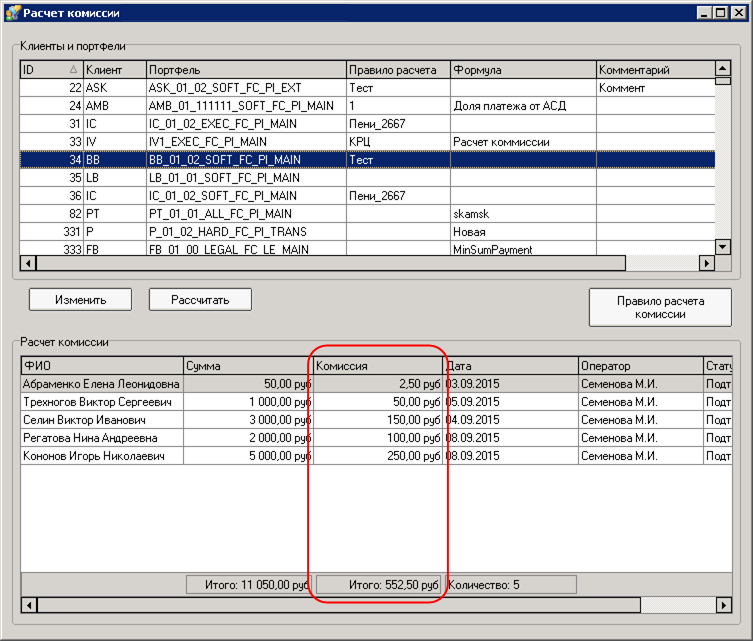 Расчет комиссии
Клиенты и портфели
ID Клиент Портфель Правило расчета Формула Комментарий
22 ASK ASK_01_02_SOFT_FC_PI_EXT Тест Коммент
24 AMB AMB_01_111111_SOFT_FC_PI_MAIN 1 Доля платежа от АСД
31 IC IC_01_02_EXEC_FC_PI_MAIN Пени_2667
33 IV IV1_EXEC_FC_PI_MAIN КРЦ Расчет коммиссии
34 BB BB_01_02_SOFT_FC_PI_MAIN Тест
35 LB LB_01_01_SOFT_FC_PI_MAIN
36 IC IC_01_02_SOFT_FC_PI_MAIN Пени_2667
82 PT PT_01_01_ALL_FC_PI_MAIN skamsk
331 P P_01_02_HARD_FC_PI_TRANS Новая
333 FB FB_01_00_LEGAL_FC_LE_MAIN MinSumPayment
Изменить Рассчитать Правило расчета
комиссии
Расчет комиссии
ФИО Сумма Комиссия Дата Оператор Стату
Абраменко Елена Леонидовна 50,00 руб 2,50 руб 03.09.2015 Семенова М.И. Подт
Трехногов Виктор Сергеевич 1 000,00 руб 50,00 руб 05.09.2015 Семенова М.И. Подт
Селин Виктор Иванович 3 000,00 руб 150,00 руб 04.09.2015 Семенова М.И. Подт
Регатова Нина Андреевна 2 000,00 руб 100,00 руб 08.09.2015 Семенова М.И. Подт
Кононов Игорь Николаевич 5 000,00 руб 250,00 руб 08.09.2015 Семенова М.И. Подт
Итого: 11 050,00 руб Итого: 552,50 руб Количество: 5